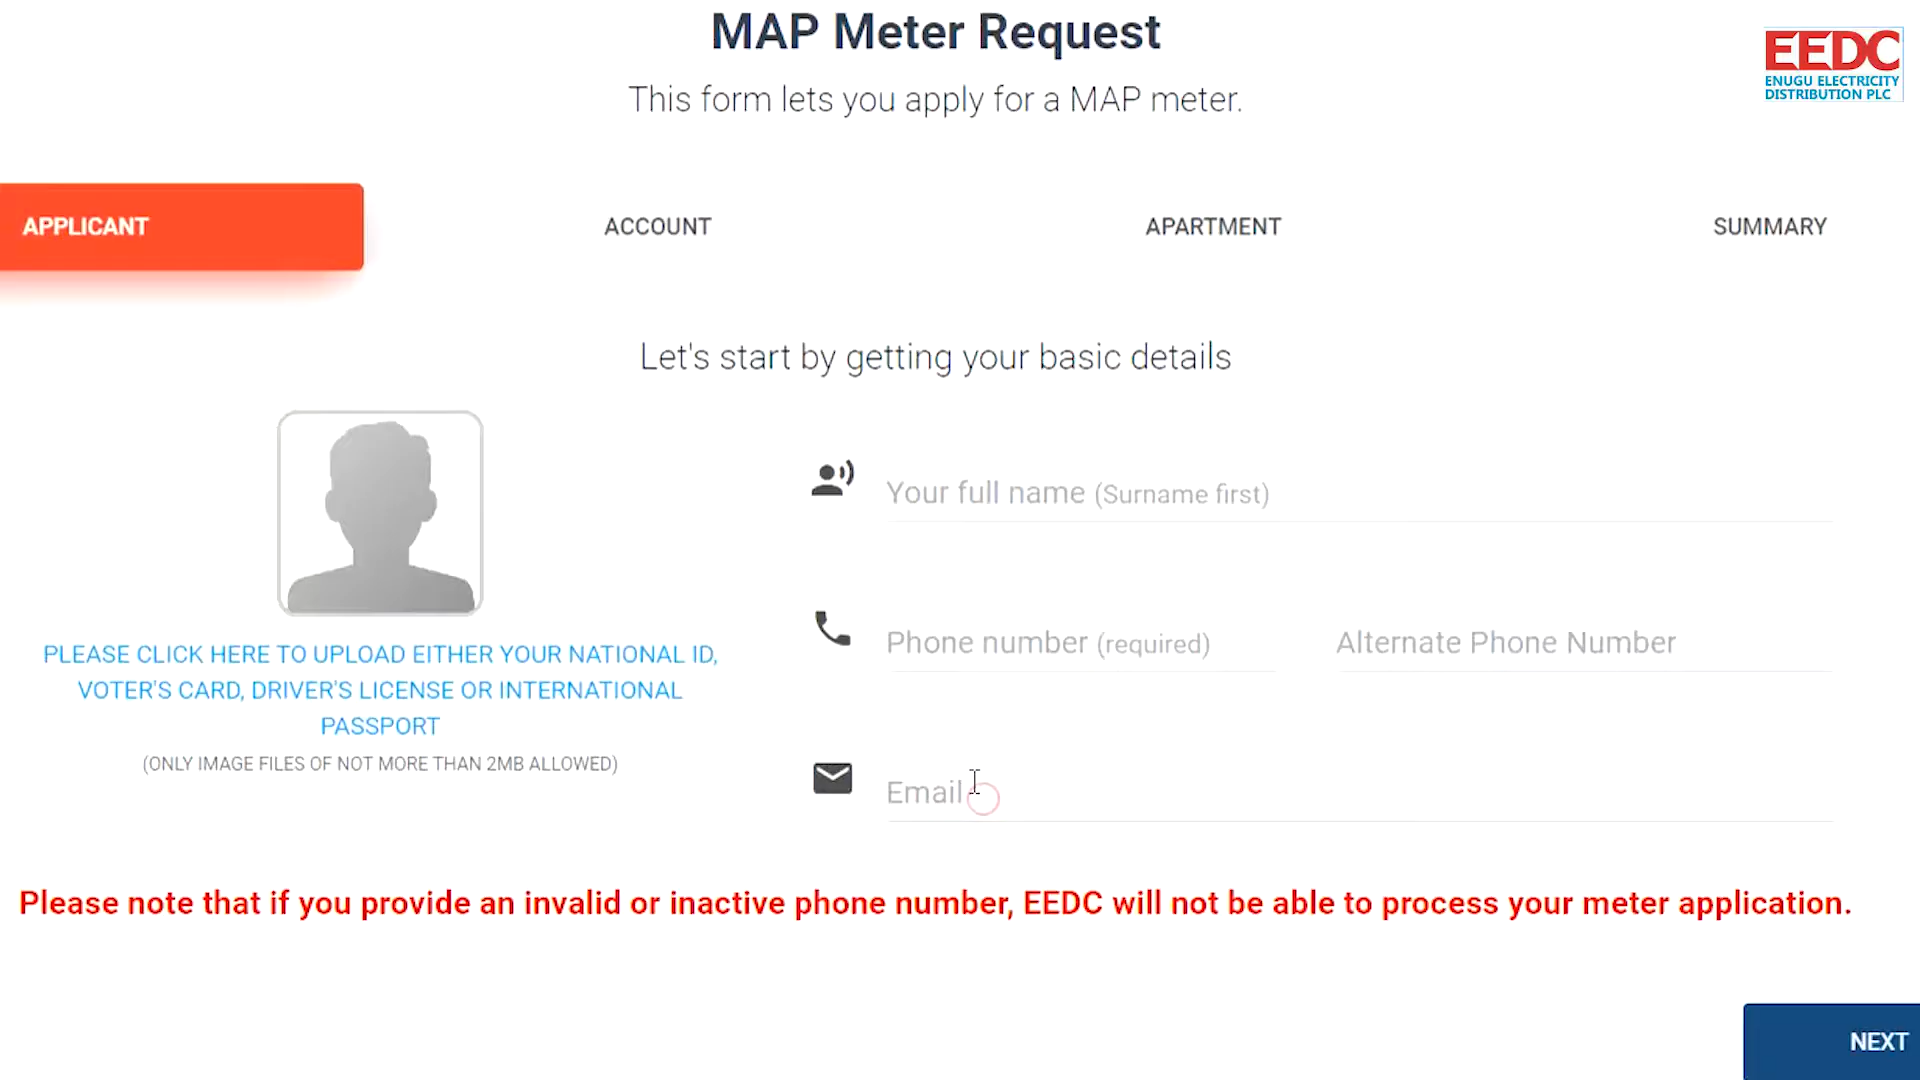 MAP Meter Request
EEDC
ENUGU ELECTRICITY
DISTRIBUTION PLC
This form lets you apply for a MAP meter.
APPLICANT
ACCOUNT
APARTMENT
SUMMARY
Let's start by getting your basic details
Your full name (Surname first)
Phone number (required)
Alternate Phone Number
Email
PLEASE CLICK HERE TO UPLOAD EITHER YOUR NATIONAL ID,
VOTER'S CARD, DRIVER'S LICENSE OR INTERNATIONAL
PASSPORT
(ONLY IMAGE FILES OF NOT MORE THAN 2MB ALLOWED)
Please note that if you provide an invalid or inactive phone number, EEDC will not be able to process your meter application.
NEXT